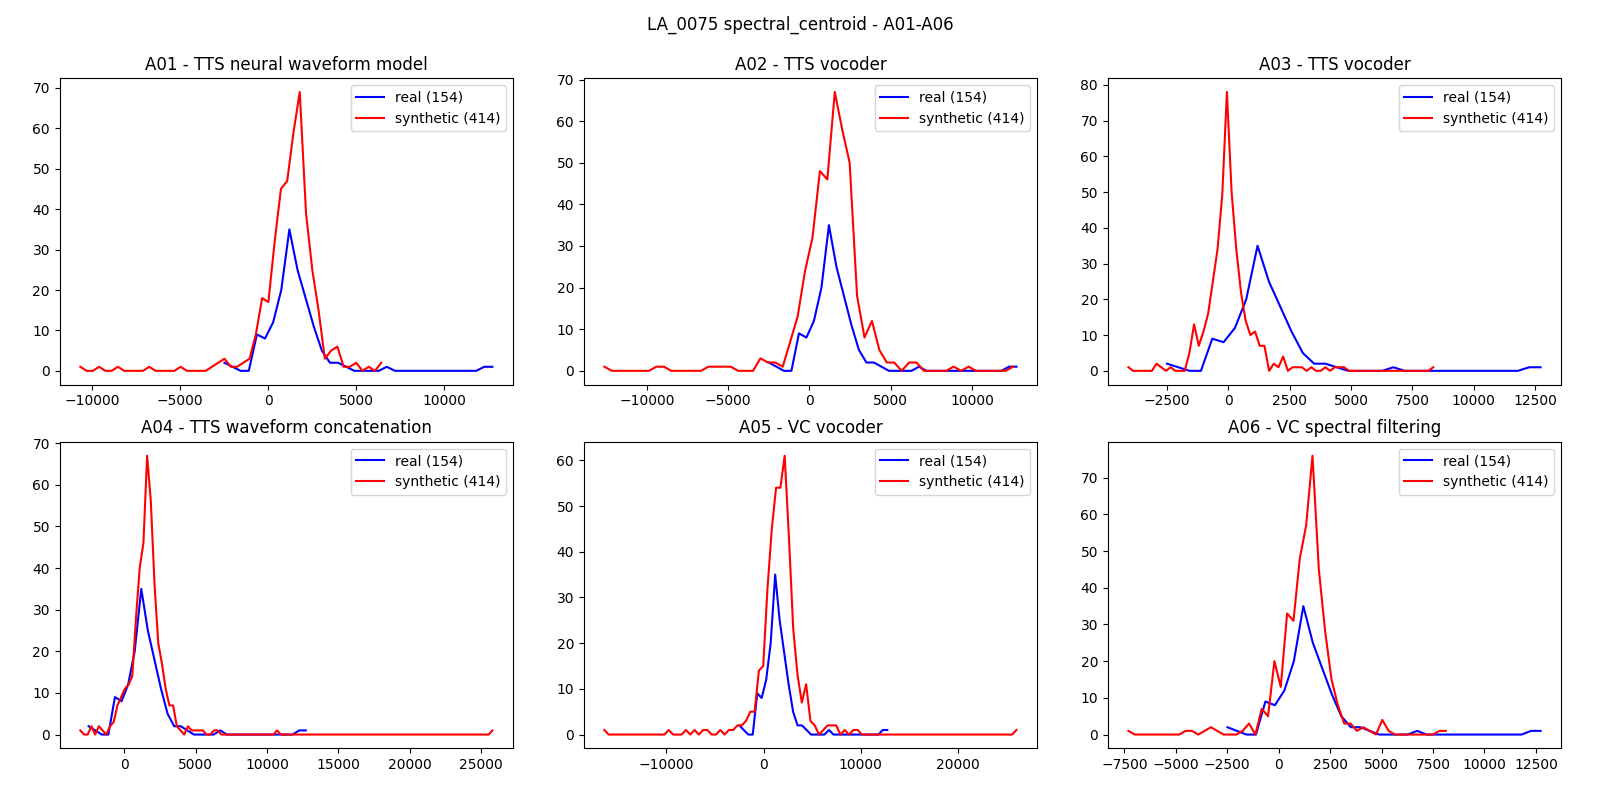 LA_0075 spectral_centroid - A01-A06
A01 - TTS neural waveform model
70
60
50
40
30
20
10
0
−10000 −5000 0 5000 10000
real (154)
synthetic (414)
A02 - TTS vocoder
70
60
50
40
30
20
10
0
−10000 −5000 0 5000 10000
real (154)
synthetic (414)
A03 - TTS vocoder
80
70
60
50
40
30
20
10
0
−2500 0 2500 5000 7500 10000 12500
real (154)
synthetic (414)
A04 - TTS waveform concatenation
70
60
50
40
30
20
10
0
0 5000 10000 15000 20000 25000
real (154)
synthetic (414)
A05 - VC vocoder
60
50
40
30
20
10
0
−10000 0 10000 20000
real (154)
synthetic (414)
A06 - VC spectral filtering
70
60
50
40
30
20
10
0
−7500 −5000 −2500 0 2500 5000 7500 10000 12500
real (154)
synthetic (414)